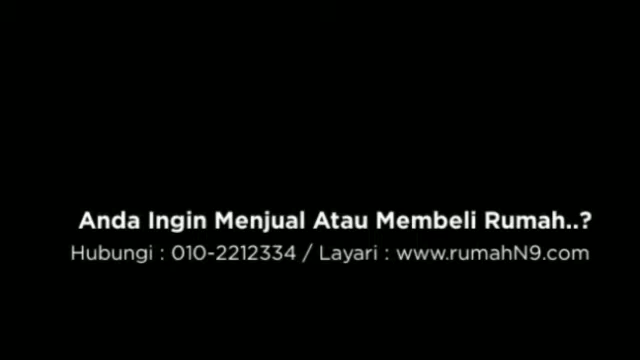 Anda Ingin Menjual Atau Membeli Rumah..?
Hubungi : 010-2212334 / Layari : www.rumahN9.com